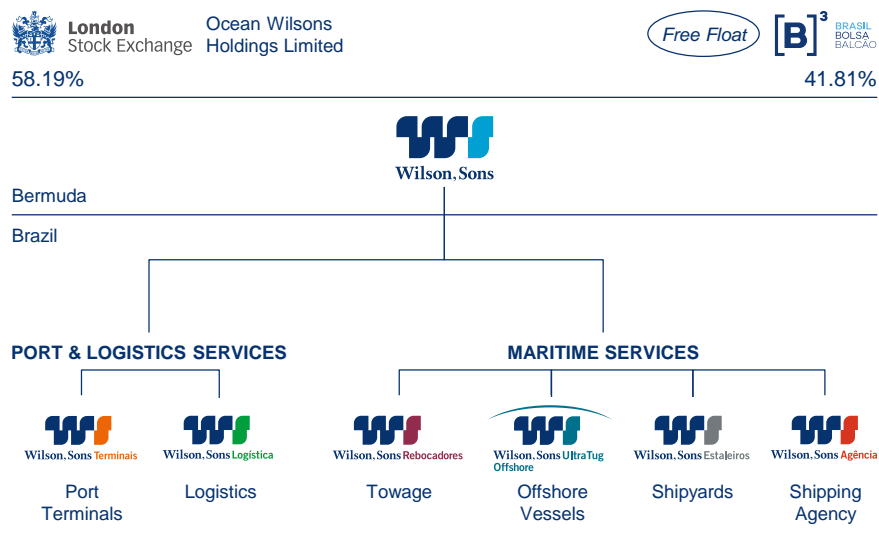 London
Stock Exchange
Ocean Wilsons
Holdings Limited
Free Float
[B]³
BRASIL
BOLSA
BALCÃO
58.19%
41.81%
Wilson, Sons
Bermuda
Brazil
PORT & LOGISTICS SERVICES
MARITIME SERVICES
Wilson, Sons Terminais
Wilson, Sons Logística
Wilson, Sons Rebocadores
Wilson, Sons UltraTug
Offshore
Wilson, Sons Estaleiros
Wilson, Sons Agência
Port
Terminals
Logistics
Towage
Offshore
Vessels
Shipyards
Shipping
Agency